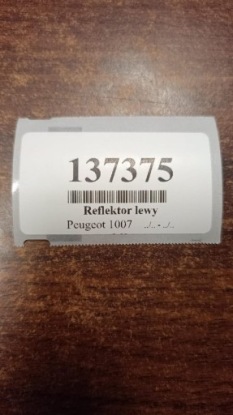 137375
Reflektor lewy
Peugeot 1007 ../.. - ../..